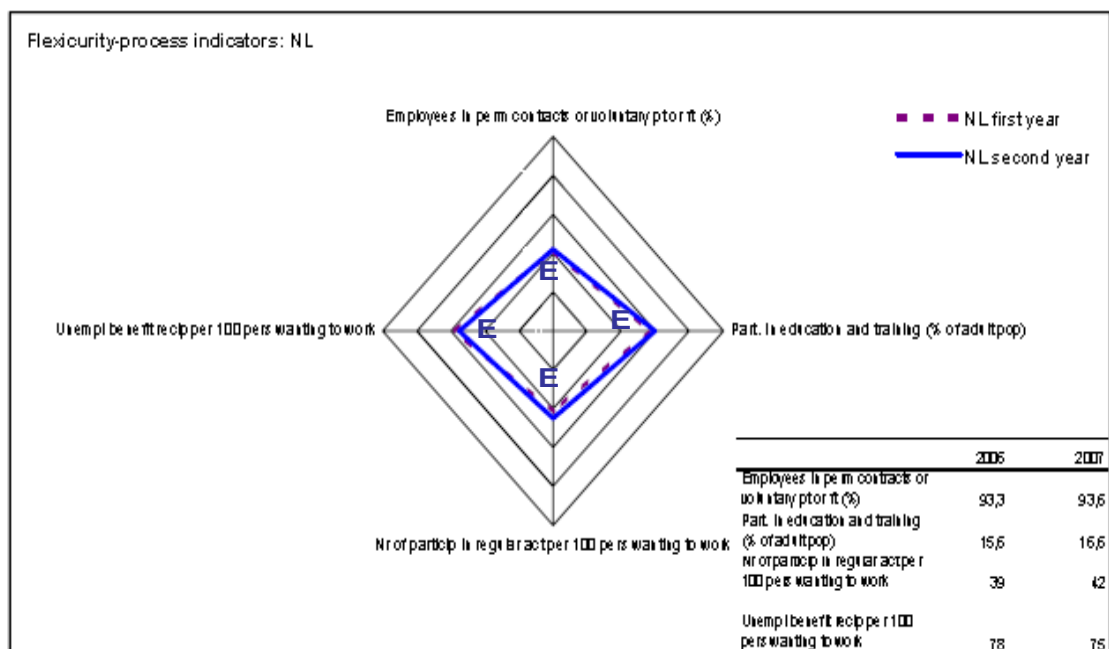 Flexicurity-process indicators: NL
Employees in perm contracts or voluntary pt or ft (%)
NL first year
NL second year
E
E
E
E
Unempl benefit recip per 100 pers wanting to work
Part. in education and training (% of adult pop)
Nr of particip in regular act per 100 pers wanting to work
2006 2007
Employees in perm contracts or
voluntary pt or ft (%) 93,3 93,6
Part. in education and training
(% of adult pop) 15,6 16,6
Nr of particip in regular act per
100 pers wanting to work 39 42
Unempl benefit recip per 100
pers wanting to work 78 75